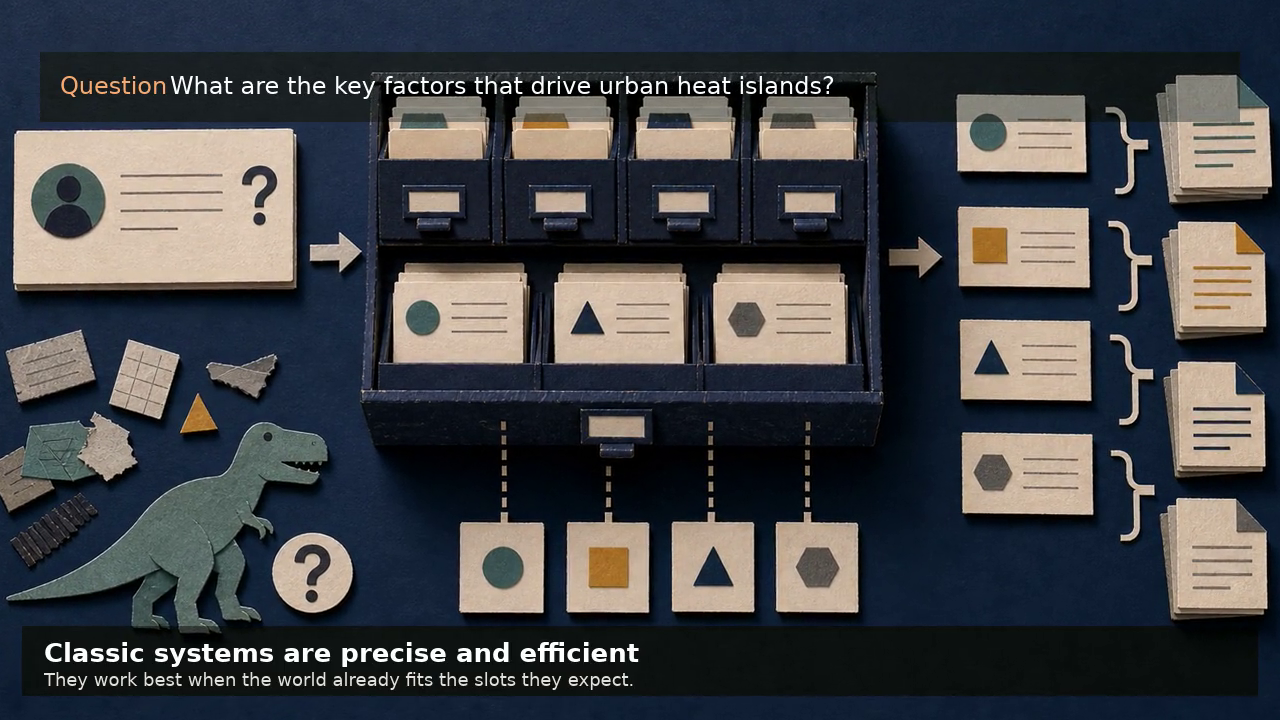 Question What are the key factors that drive urban heat islands?
?
?
Classic systems are precise and efficient
They work best when the world already fits the slots they expect.